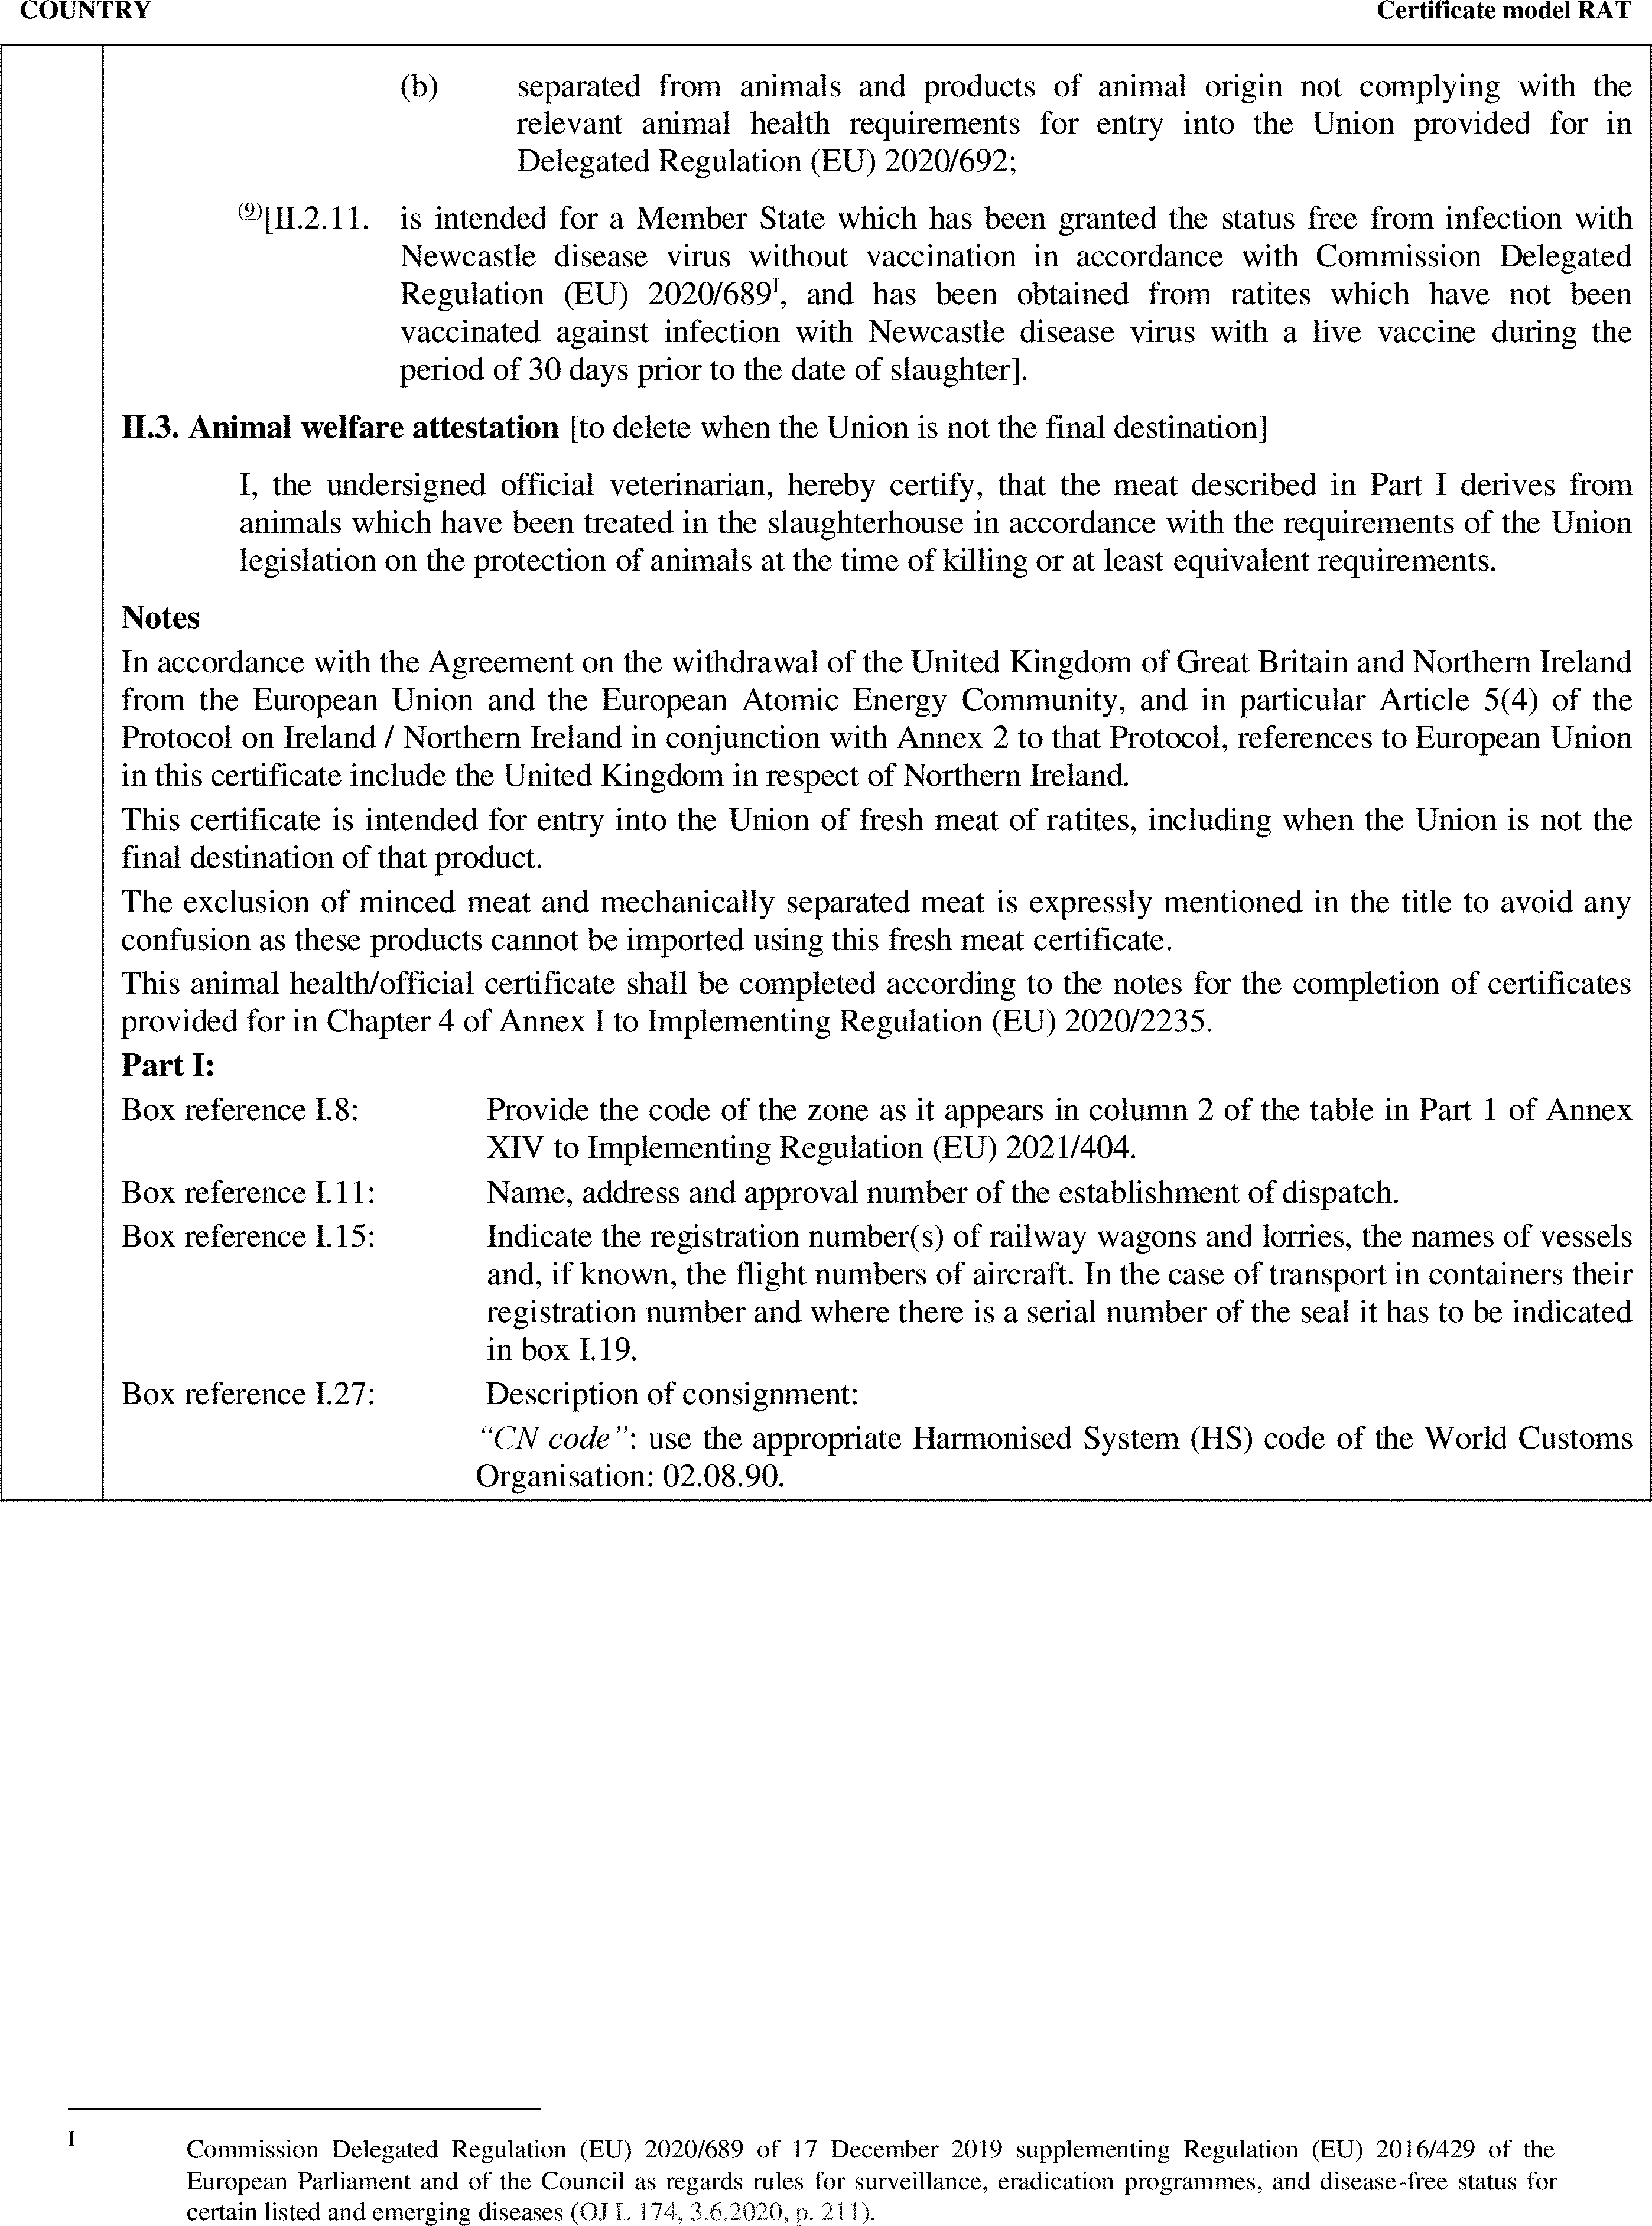 COUNTRY Certificate model RAT
(b) separated from animals and products of animal origin not complying with the
relevant animal health requirements for entry into the Union provided for in
Delegated Regulation (EU) 2020/692;
(9)[II.2.11. is intended for a Member State which has been granted the status free from infection with
Newcastle disease virus without vaccination in accordance with Commission Delegated
Regulation (EU) 2020/689I, and has been obtained from ratites which have not been
vaccinated against infection with Newcastle disease virus with a live vaccine during the
period of 30 days prior to the date of slaughter].
II.3. Animal welfare attestation [to delete when the Union is not the final destination]
I, the undersigned official veterinarian, hereby certify, that the meat described in Part I derives from
animals which have been treated in the slaughterhouse in accordance with the requirements of the Union
legislation on the protection of animals at the time of killing or at least equivalent requirements.
Notes
In accordance with the Agreement on the withdrawal of the United Kingdom of Great Britain and Northern Ireland
from the European Union and the European Atomic Energy Community, and in particular Article 5(4) of the
Protocol on Ireland / Northern Ireland in conjunction with Annex 2 to that Protocol, references to European Union
in this certificate include the United Kingdom in respect of Northern Ireland.
This certificate is intended for entry into the Union of fresh meat of ratites, including when the Union is not the
final destination of that product.
The exclusion of minced meat and mechanically separated meat is expressly mentioned in the title to avoid any
confusion as these products cannot be imported using this fresh meat certificate.
This animal health/official certificate shall be completed according to the notes for the completion of certificates
provided for in Chapter 4 of Annex I to Implementing Regulation (EU) 2020/2235.
Part I:
Box reference I.8: Provide the code of the zone as it appears in column 2 of the table in Part 1 of Annex
XIV to Implementing Regulation (EU) 2021/404.
Box reference I.11: Name, address and approval number of the establishment of dispatch.
Box reference I.15: Indicate the registration number(s) of railway wagons and lorries, the names of vessels
and, if known, the flight numbers of aircraft. In the case of transport in containers their
registration number and where there is a serial number of the seal it has to be indicated
in box I.19.
Box reference I.27: Description of consignment:
“CN code”: use the appropriate Harmonised System (HS) code of the World Customs
Organisation: 02.08.90.
I Commission Delegated Regulation (EU) 2020/689 of 17 December 2019 supplementing Regulation (EU) 2016/429 of the
European Parliament and of the Council as regards rules for surveillance, eradication programmes, and disease-free status for
certain listed and emerging diseases (OJ L 174, 3.6.2020, p. 211).